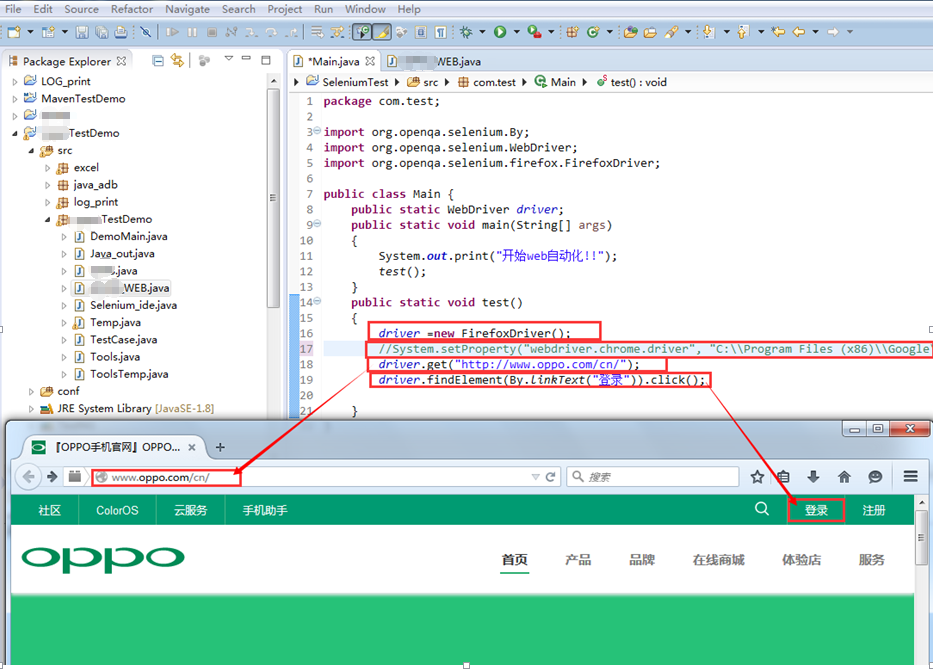 File Edit Source Refactor Navigate Search Project Run Window Help
Package Explorer
*Main.java
WEB.java
LOG_print
MavenTestDemo
TestDemo
src
excel
java_adb
log_print
TestDemo
DemoMain.java
Java_out.java
.java
_WEB.java
Selenium_ide.java
Temp.java
TestCase.java
Tools.java
ToolsTemp.java
conf
JRE System Library [JavaSE-1.8]
SeleniumTest src com.test Main test() : void
1 package com.test;
2
3 import org.openqa.selenium.By;
4 import org.openqa.selenium.WebDriver;
5 import org.openqa.selenium.firefox.FirefoxDriver;
6
7 public class Main {
8 public static WebDriver driver;
9 public static void main(String[] args)
10 {
11 System.out.print("开始web自动化!!");
12 test();
13 }
14 public static void test()
15 {
16 driver =new FirefoxDriver();
17 //System.setProperty("webdriver.chrome.driver", "C:\\Program Files (x86)\\Google
18 driver.get("http://www.oppo.com/cn/");
19 driver.findElement(By.linkText("登录")).click();
20
21 }
『OPPO手机官网』OPPO...
www.oppo.com/cn/
搜索
社区 ColorOS 云服务 手机助手 登录 注册
oppo 首页 产品 品牌 在线商城 体验店 服务